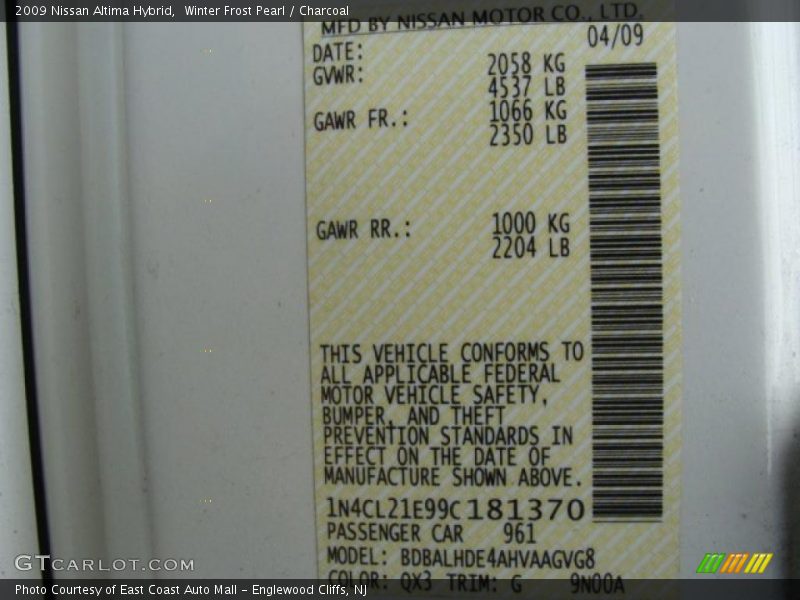 2009 Nissan Altima Hybrid,  Winter Frost Pearl / Charcoal
MFD BY NISSAN MOTOR CO., LTD.
DATE: 04/09
GVWR: 2058 KG
4537 LB
GAWR FR.: 1066 KG
2350 LB
GAWR RR.: 1000 KG
2204 LB
THIS VEHICLE CONFORMS TO
ALL APPLICABLE FEDERAL
MOTOR VEHICLE SAFETY,
BUMPER, AND THEFT
PREVENTION STANDARDS IN
EFFECT ON THE DATE OF
MANUFACTURE SHOWN ABOVE.
1N4CL21E99C181370
PASSENGER CAR 961
MODEL: BDBALHDE4AHVAAGVG8
COLOR: QX3 TRIM: G 9N00A
GTCARLOT.COM
Photo Courtesy of East Coast Auto Mall – Englewood Cliffs, NJ